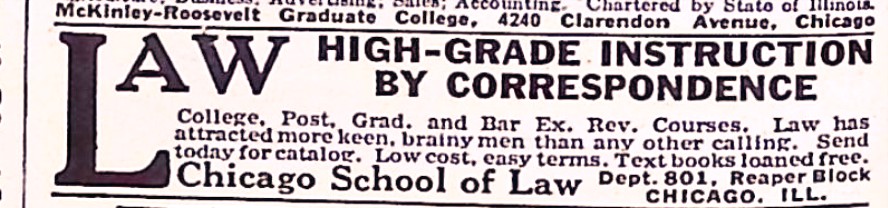 Advertising, Sales; Accounting. Chartered by State of Illinois.
McKinley-Roosevelt Graduate College, 4240 Clarendon Avenue, Chicago
LAW HIGH-GRADE INSTRUCTION
BY CORRESPONDENCE
College, Post, Grad. and Bar Ex. Rev. Courses. Law has
attracted more keen, brainy men than any other calling. Send
today for catalog. Low cost, easy terms. Text books loaned free.
Chicago School of Law Dept. 801, Reaper Block
CHICAGO, ILL.